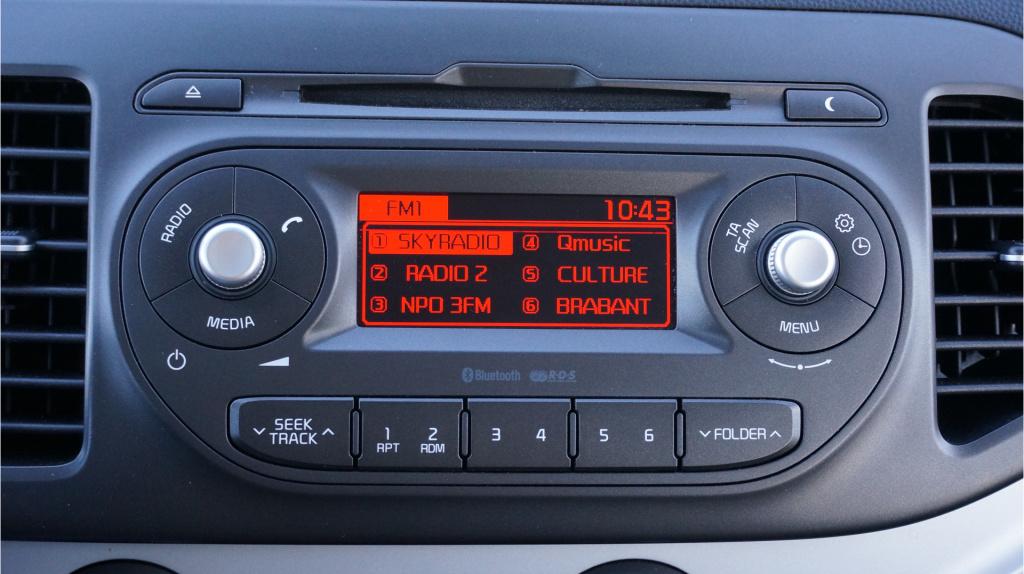 FM1 10:43
1 SKYRADIO 4 Qmusic
2 RADIO 2 5 CULTURE
3 NPO 3FM 6 BRABANT
RADIO
MEDIA
TA
SCAN
MENU
Bluetooth R·D·S
SEEK
TRACK
1 2
RPT RDM
3 4
5 6
FOLDER